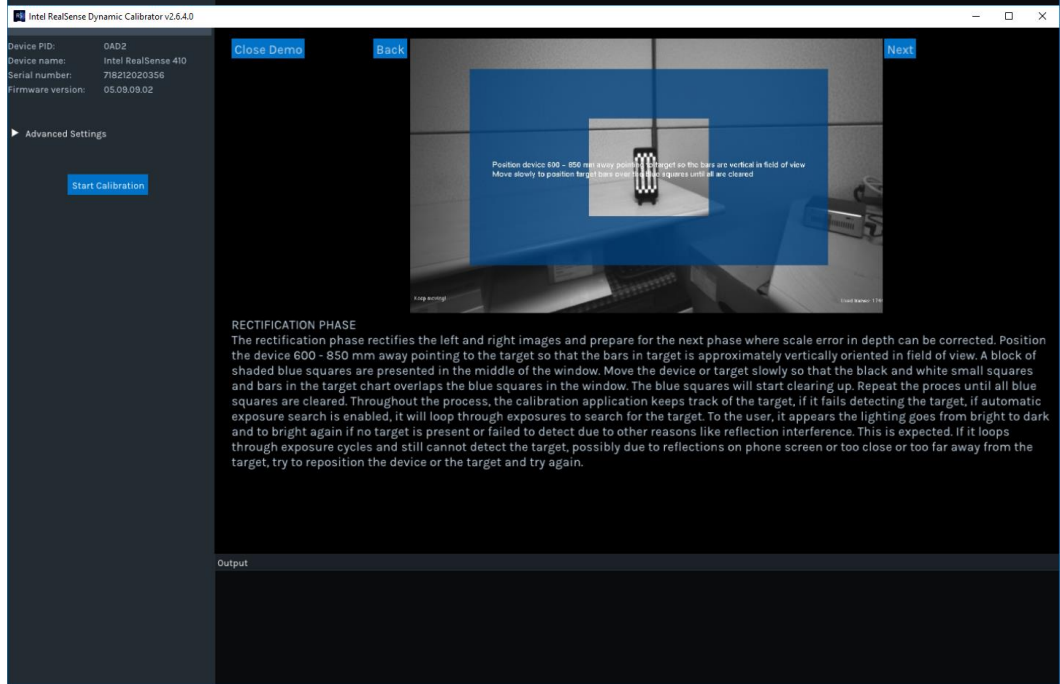 Intel RealSense Dynamic Calibrator v2.6.4.0
Device PID: 0AD2
Device name: Intel RealSense 410
Serial number: 718212020356
Firmware version: 05.09.09.02
Advanced Settings
Start Calibration
Close Demo
Back
Next
Position device 600 - 850 mm away pointing to target so the bars are vertical in field of view
Move slowly to position target bars over the blue squares until all are cleared
Keep moving!
RECTIFICATION PHASE
The rectification phase rectifies the left and right images and prepare for the next phase where scale error in depth can be corrected. Position
the device 600 - 850 mm away pointing to the target so that the bars in target is approximately vertically oriented in field of view. A block of
shaded blue squares are presented in the middle of the window. Move the device or target slowly so that the black and white small squares
and bars in the target chart overlaps the blue squares in the window. The blue squares will start clearing up. Repeat the proces until all blue
squares are cleared. Throughout the process, the calibration application keeps track of the target, if it fails detecting the target, if automatic
exposure search is enabled, it will loop through exposures to search for the target. To the user, it appears the lighting goes from bright to dark
and to bright again if no target is present or failed to detect due to other reasons like reflection interference. This is expected. If it loops
through exposure cycles and still cannot detect the target, possibly due to reflections on phone screen or too close or too far away from the
target, try to reposition the device or the target and try again.
Output